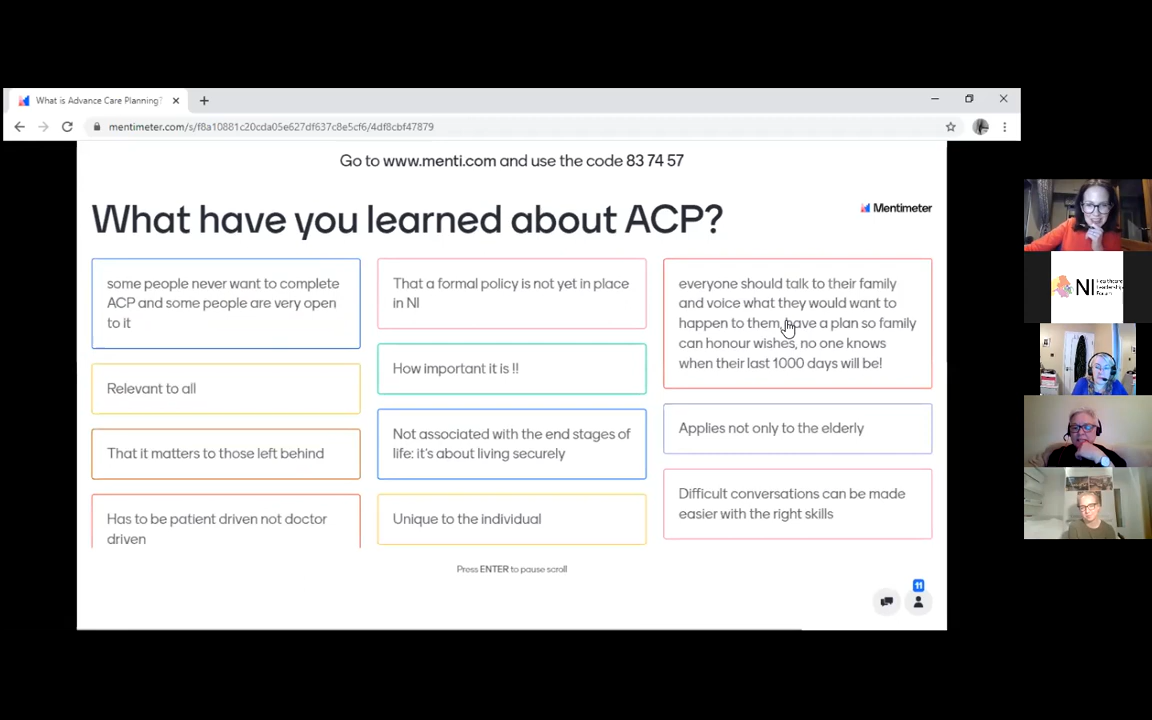 What is Advance Care Planning?
mentimeter.com/s/f8a10881c20cda05e627df637c8e5cf6/4df8cbf47879
Go to www.menti.com and use the code 83 74 57
What have you learned about ACP?
Mentimeter
some people never want to complete
ACP and some people are very open
to it
Relevant to all
That it matters to those left behind
Has to be patient driven not doctor
driven
That a formal policy is not yet in place
in NI
How important it is !!
Not associated with the end stages of
life: it's about living securely
Unique to the individual
everyone should talk to their family
and voice what they would want to
happen to them, have a plan so family
can honour wishes, no one knows
when their last 1000 days will be!
Applies not only to the elderly
Difficult conversations can be made
easier with the right skills
Press ENTER to pause scroll
11
NI
Healthcare
Leadership
Forum